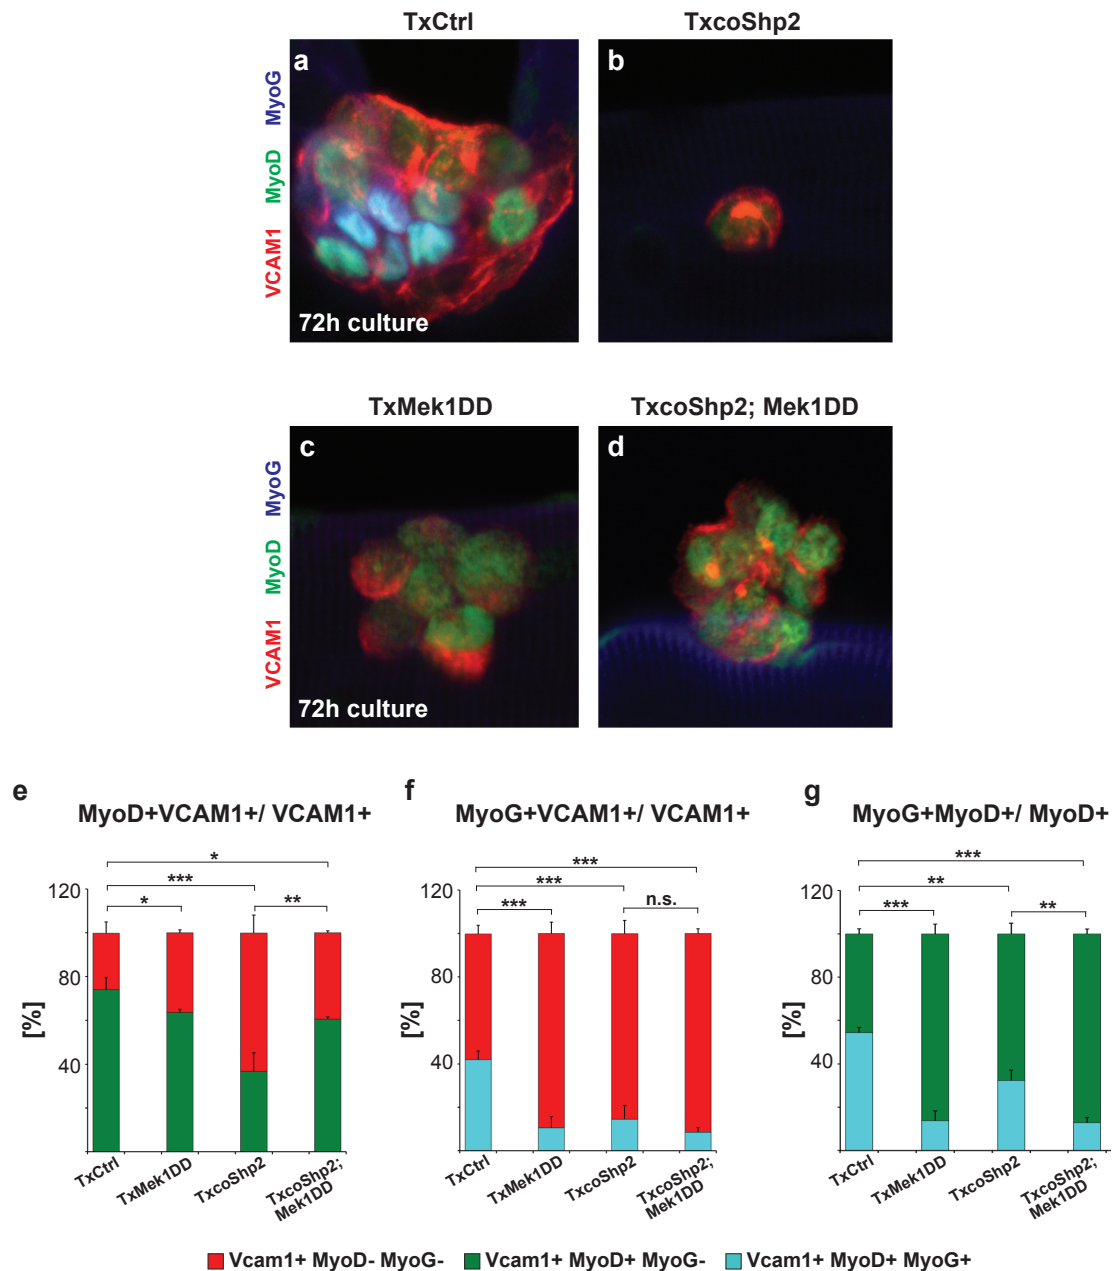 TxCtrl
TxcoShp2
VCAM1 MyoD MyoG
a
b
72h culture
TxMek1DD
TxcoShp2; Mek1DD
VCAM1 MyoD MyoG
c
d
72h culture
e
MyoD+VCAM1+/ VCAM1+
*
***
*
**
120
80
40
[%]
TxCtrl
TxMek1DD
TxcoShp2
TxcoShp2;
Mek1DD
f
MyoG+VCAM1+/ VCAM1+
***
***
***
n.s.
120
80
40
[%]
TxCtrl
TxMek1DD
TxcoShp2
TxcoShp2;
Mek1DD
g
MyoG+MyoD+/ MyoD+
***
**
***
**
120
80
40
[%]
TxCtrl
TxMek1DD
TxcoShp2
TxcoShp2;
Mek1DD
Vcam1+ MyoD- MyoG- Vcam1+ MyoD+ MyoG- Vcam1+ MyoD+ MyoG+